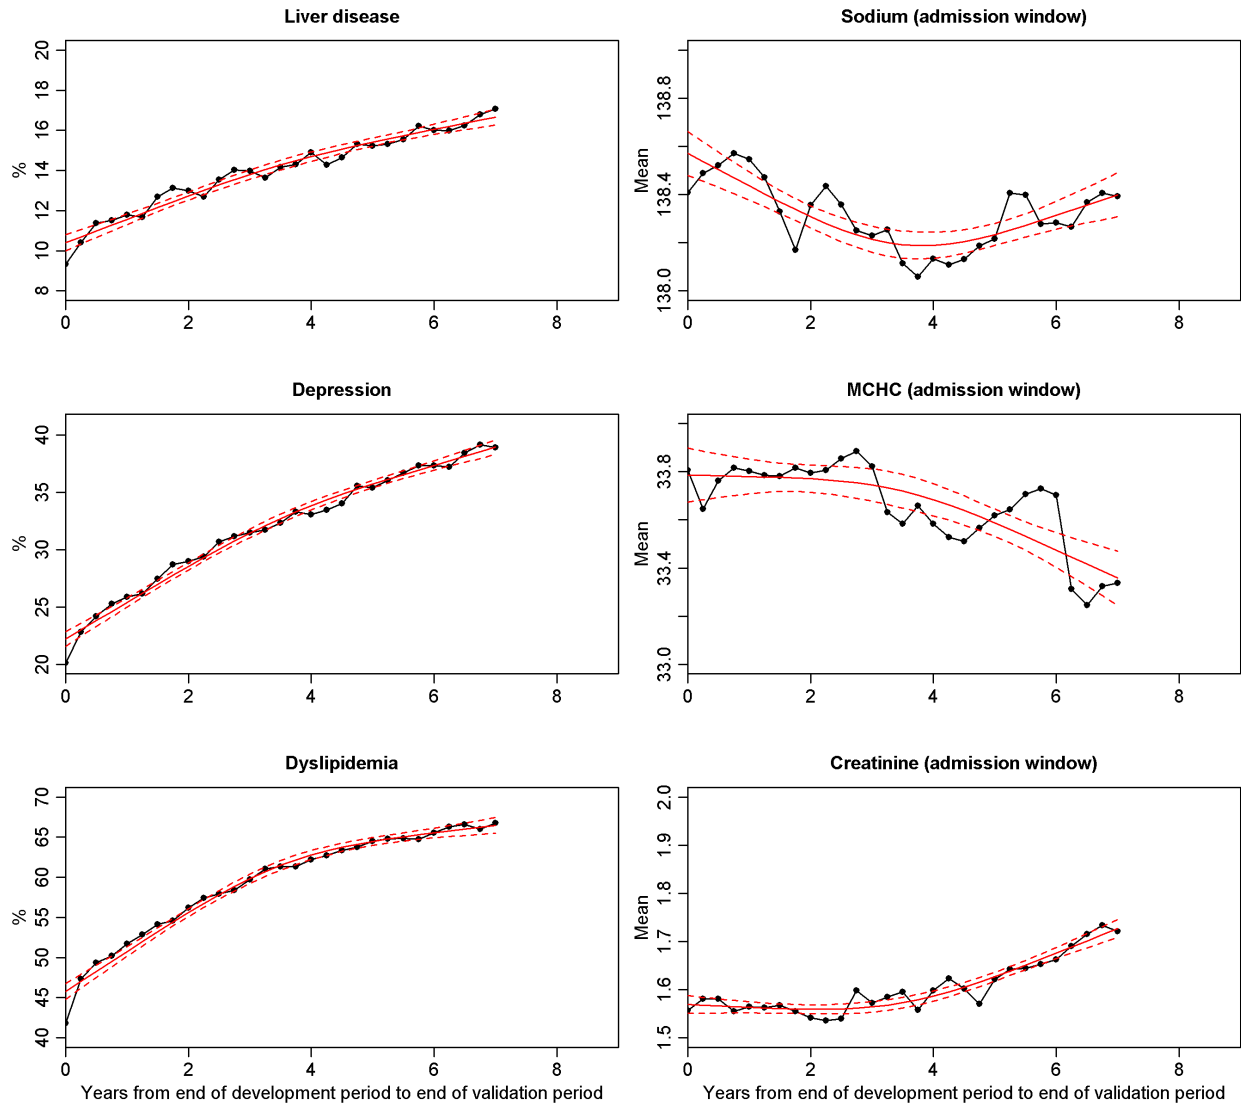 Liver disease
%
20
18
16
14
12
10
8
0 2 4 6 8
Sodium (admission window)
Mean
138.8
138.4
138.0
0 2 4 6 8
Depression
%
40
35
30
25
20
0 2 4 6 8
MCHC (admission window)
Mean
33.8
33.4
33.0
0 2 4 6 8
Dyslipidemia
%
70
65
60
55
50
45
40
0 2 4 6 8
Years from end of development period to end of validation period
Creatinine (admission window)
Mean
2.0
1.9
1.8
1.7
1.6
1.5
0 2 4 6 8
Years from end of development period to end of validation period